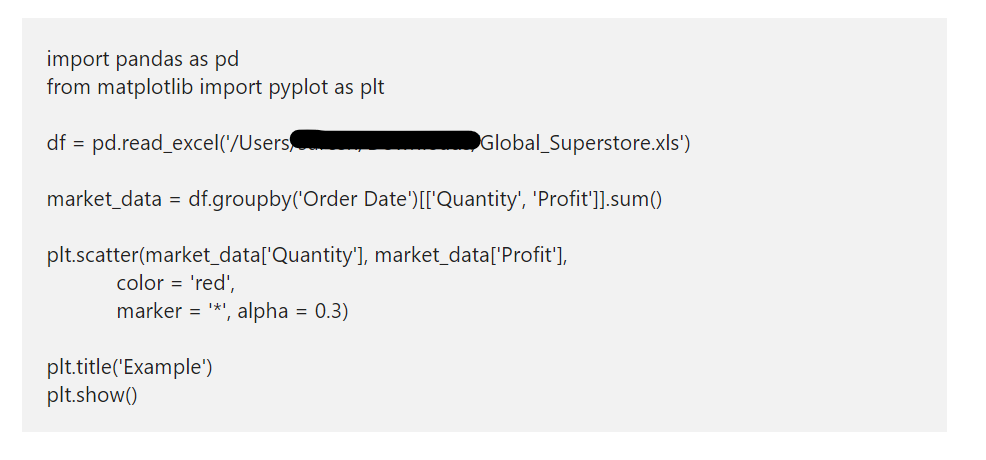 import pandas as pd
from matplotlib import pyplot as plt
df = pd.read_excel('/Users/ /Global_Superstore.xls')
market_data = df.groupby('Order Date')[['Quantity', 'Profit']].sum()
plt.scatter(market_data['Quantity'], market_data['Profit'],
color = 'red',
marker = '*', alpha = 0.3)
plt.title('Example')
plt.show()